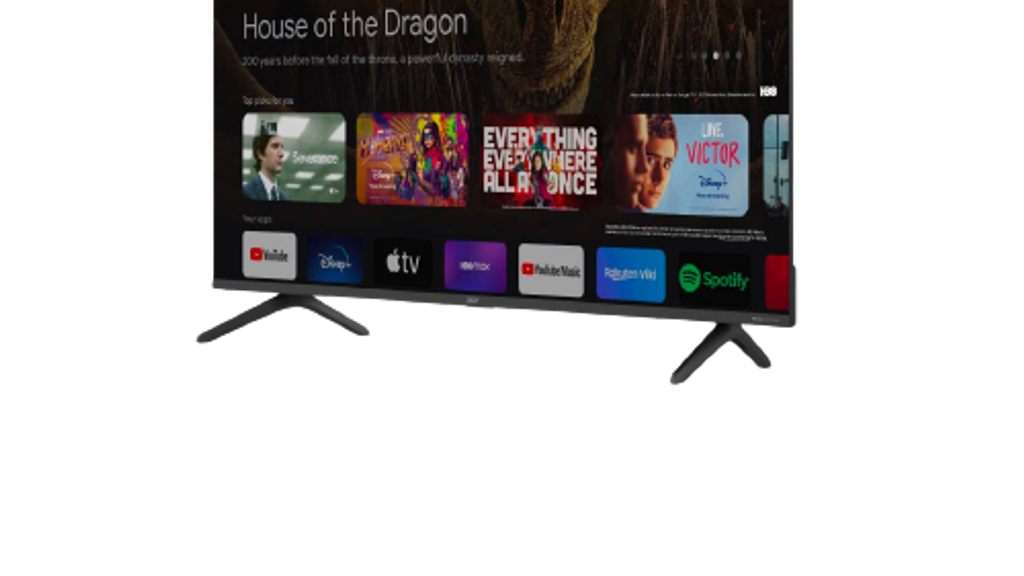 House of the Dragon
200 years before the fall of the throne, a powerful dynasty reigned.
HBO
Top picks for you
Severance
Disney+
EVERYTHING
EVERYWHERE
ALL AT ONCE
LOVE,
VICTOR
Disney+
Your apps
YouTube
Disney+
tv
HBO max
YouTube Music
Rakuten Viki
Spotify